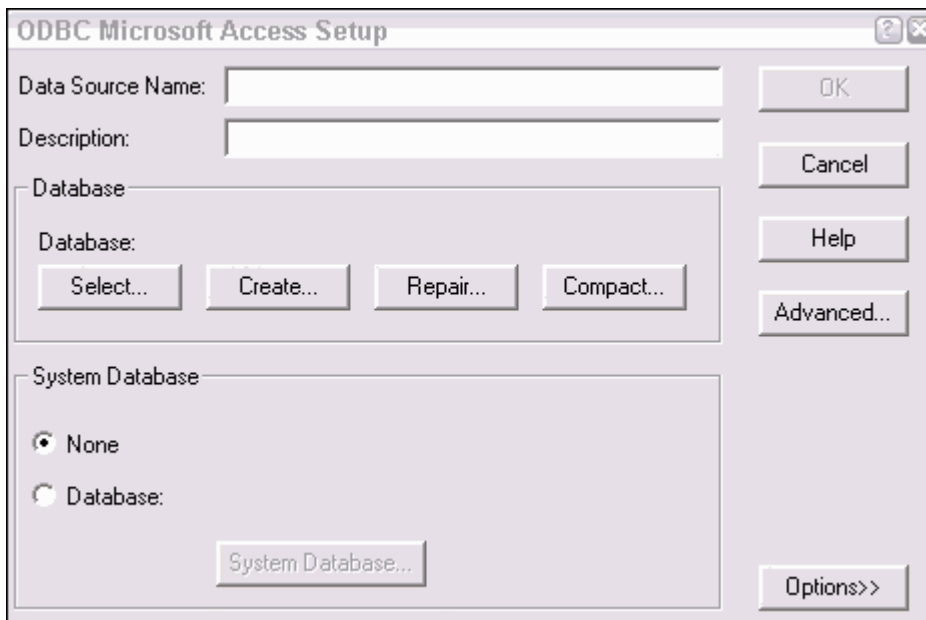 ODBC Microsoft Access Setup
Data Source Name:
OK
Description:
Cancel
Database
Database:
Help
Select...
Create...
Repair...
Compact...
Advanced...
System Database
None
Database:
System Database...
Options>>